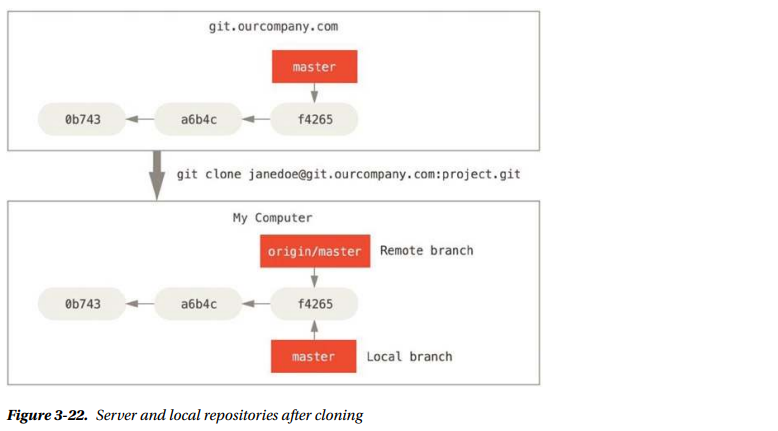 git.ourcompany.com
master
0b743 a6b4c f4265
git clone janedoe@git.ourcompany.com:project.git
My Computer
origin/master Remote branch
0b743 a6b4c f4265
master Local branch
Figure 3-22. Server and local repositories after cloning